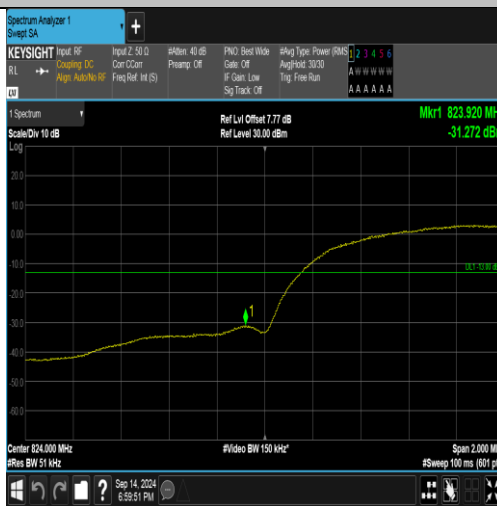 Spectrum Analyzer 1
Swept SA
+
KEYSIGHT
RL
LXI
Input: RF
Coupling: DC
Align: Auto/No RF
Input Z: 50 Ω
Corr CCorr
Freq Ref: Int (S)
#Atten: 40 dB
Preamp: Off
PNO: Best Wide
Gate: Off
IF Gain: Low
Sig Track: Off
#Avg Type: Power (RMS
Avg|Hold: 30/30
Trig: Free Run
1 2 3 4 5 6
A W W W W W
A A A A A A
1 Spectrum
Scale/Div 10 dB
Ref Lvl Offset 7.77 dB
Ref Level 30.00 dBm
Mkr1 823.920 MH
-31.272 dB
Log
20.0
10.0
0.00
-10.0
-20.0
-30.0
-40.0
-50.0
-60.0
DL1 -13.00 dB
1
Center 824.000 MHz
#Res BW 51 kHz
#Video BW 150 kHz*
Span 2.000 M
#Sweep 100 ms (601 pt
?
Sep 14, 2024
6:59:51 PM